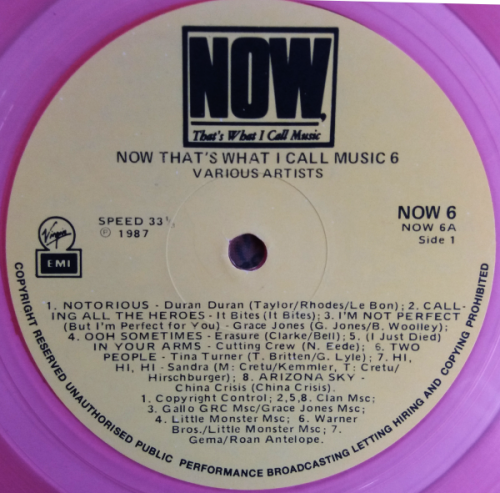 NOW
That's What I Call Music
NOW THAT'S WHAT I CALL MUSIC 6
VARIOUS ARTISTS
SPEED 33⅓
℗ 1987
NOW 6
NOW 6A
Side 1
Virgin
EMI
1. NOTORIOUS - Duran Duran (Taylor/Rhodes/Le Bon); 2. CALL-
ING ALL THE HEROES - It Bites (It Bites); 3. I'M NOT PERFECT
(But I'm Perfect for You) - Grace Jones (G. Jones/B. Woolley);
4. OOH SOMETIMES - Erasure (Clarke/Bell); 5. (I Just Died)
IN YOUR ARMS - Cutting Crew (N. Eede); 6. TWO
PEOPLE - Tina Turner (T. Britten/G. Lyle); 7. HI,
HI, HI - Sandra (M: Cretu/Kemmler, T: Cretu/
Hirschburger); 8. ARIZONA SKY -
China Crisis (China Crisis).
1. Copyright Control; 2,5,8. Clan Msc;
3. Gallo GRC Msc/Grace Jones Msc;
4. Little Monster Msc; 6. Warner
Bros./Little Monster Msc; 7.
Gema/Roan Antelope.
COPYRIGHT RESERVED UNAUTHORISED PUBLIC PERFORMANCE BROADCASTING LETTING HIRING AND COPYING PROHIBITED